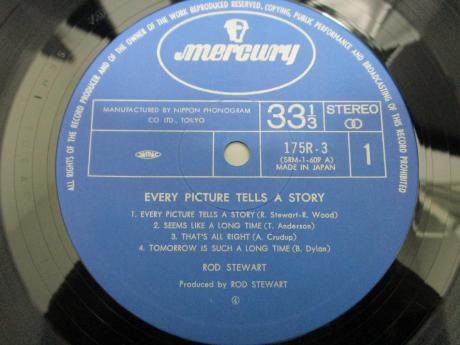 ALL RIGHTS OF THE RECORD PRODUCER AND OF THE OWNER OF THE WORK REPRODUCED RESERVED. COPYING, PUBLIC PERFORMANCE AND BROADCASTING OF THIS RECORD PROHIBITED
mercury
MANUFACTURED BY NIPPON PHONOGRAM
CO LTD., TOKYO
33 1/3 STEREO
175R-3
(SRM-1-609 A)
MADE IN JAPAN
1
EVERY PICTURE TELLS A STORY
1. EVERY PICTURE TELLS A STORY (R. Stewart-R. Wood)
2. SEEMS LIKE A LONG TIME (T. Anderson)
3. THAT'S ALL RIGHT (A. Crudup)
4. TOMORROW IS SUCH A LONG TIME (B. Dylan)
ROD STEWART
Produced by ROD STEWART
④